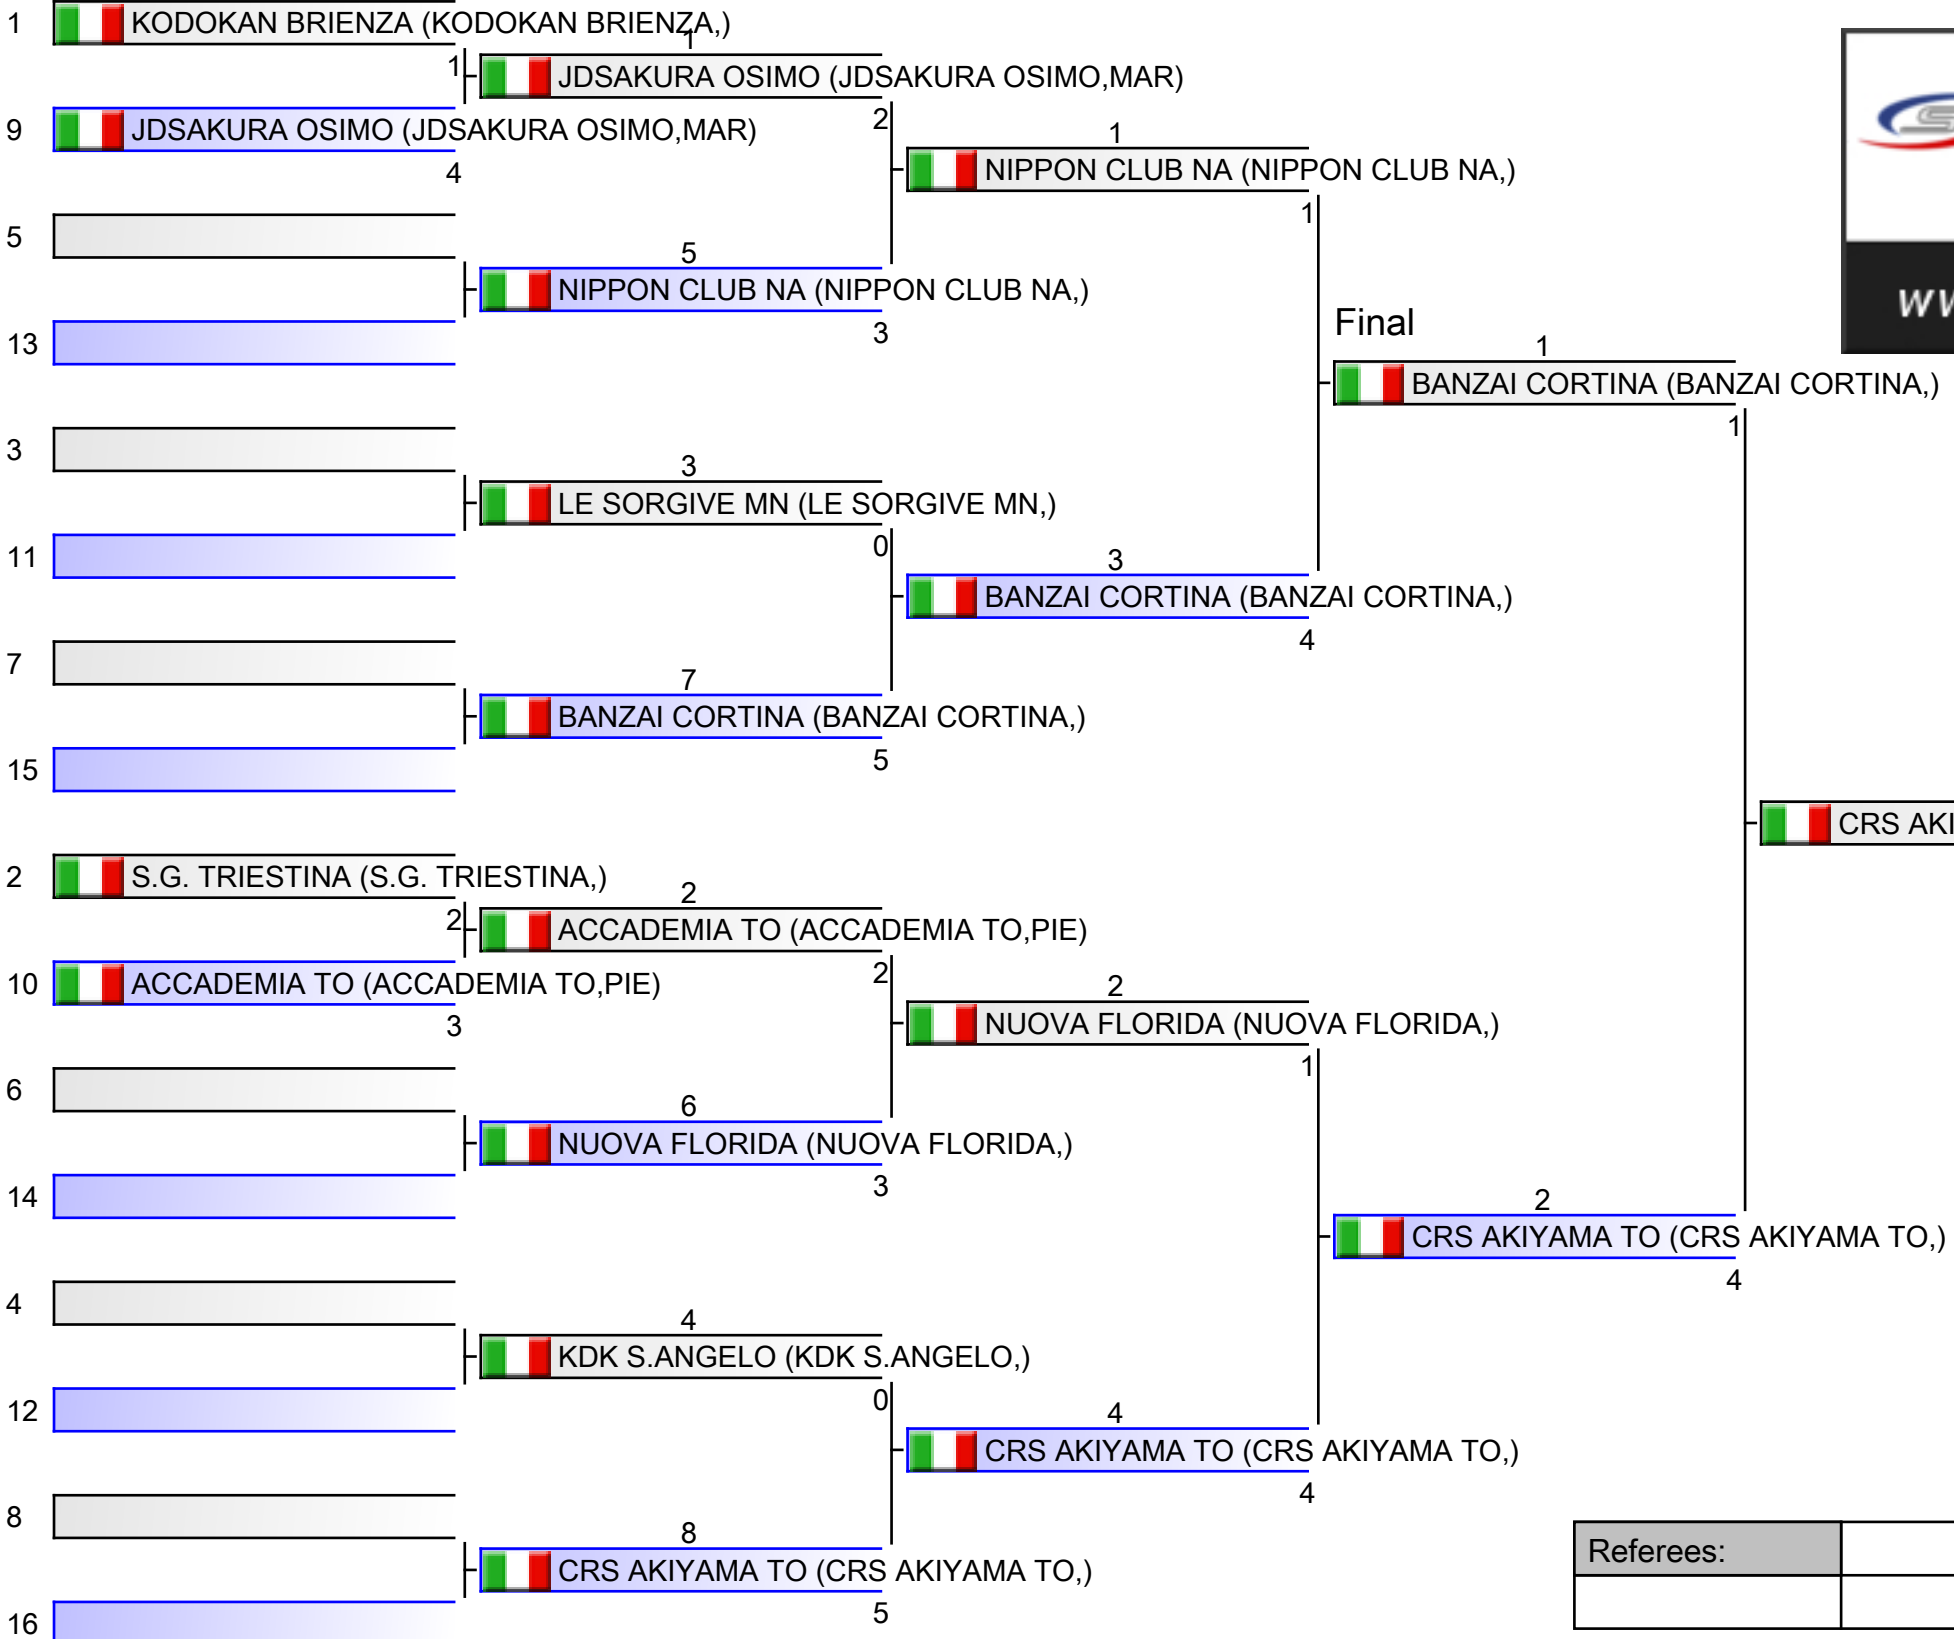 1 KODOKAN BRIENZA (KODOKAN BRIENZA,)
1
1 JDSAKURA OSIMO (JDSAKURA OSIMO,MAR)
9 JDSAKURA OSIMO (JDSAKURA OSIMO,MAR)
2
1
4
NIPPON CLUB NA (NIPPON CLUB NA,)
1
5
5
NIPPON CLUB NA (NIPPON CLUB NA,)
3
13
Final
1
BANZAI CORTINA (BANZAI CORTINA,)
1
3
3
LE SORGIVE MN (LE SORGIVE MN,)
0
11
3
BANZAI CORTINA (BANZAI CORTINA,)
4
7
7
BANZAI CORTINA (BANZAI CORTINA,)
5
15
CRS
2 S.G. TRIESTINA (S.G. TRIESTINA,)
2
2 ACCADEMIA TO (ACCADEMIA TO,PIE)
10 ACCADEMIA TO (ACCADEMIA TO,PIE)
2
2
3
NUOVA FLORIDA (NUOVA FLORIDA,)
1
6
6
NUOVA FLORIDA (NUOVA FLORIDA,)
3
14
2
CRS AKIYAMA TO (CRS AKIYAMA TO,)
4
4
4
KDK S.ANGELO (KDK S.ANGELO,)
0
12
4
CRS AKIYAMA TO (CRS AKIYAMA TO,)
4
8
8
CRS AKIYAMA TO (CRS AKIYAMA TO,)
5
16
Referees: